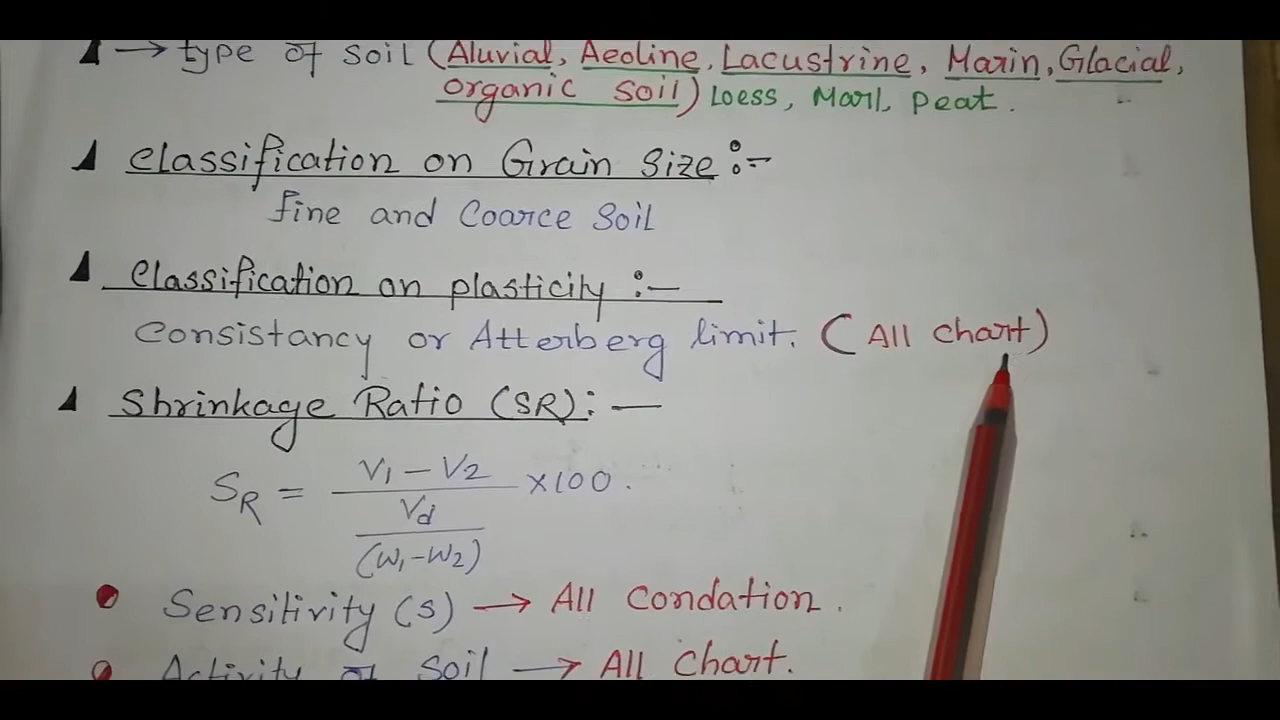 → type of soil (Aluvial, Aeoline, Lacustrine, Marin, Glacial,
organic soil) Loess, Marl, peat.
Classification on Grain Size :-
fine and Coarce Soil
Classification on plasticity :-
Consistancy or Atterberg limit. (All chart)
Shrinkage Ratio (SR): -
SR = V1 - V2 / Vd / (W1-W2) ×100.
Sensitivity (s) → All Condation.
Activity of Soil → All Chart.